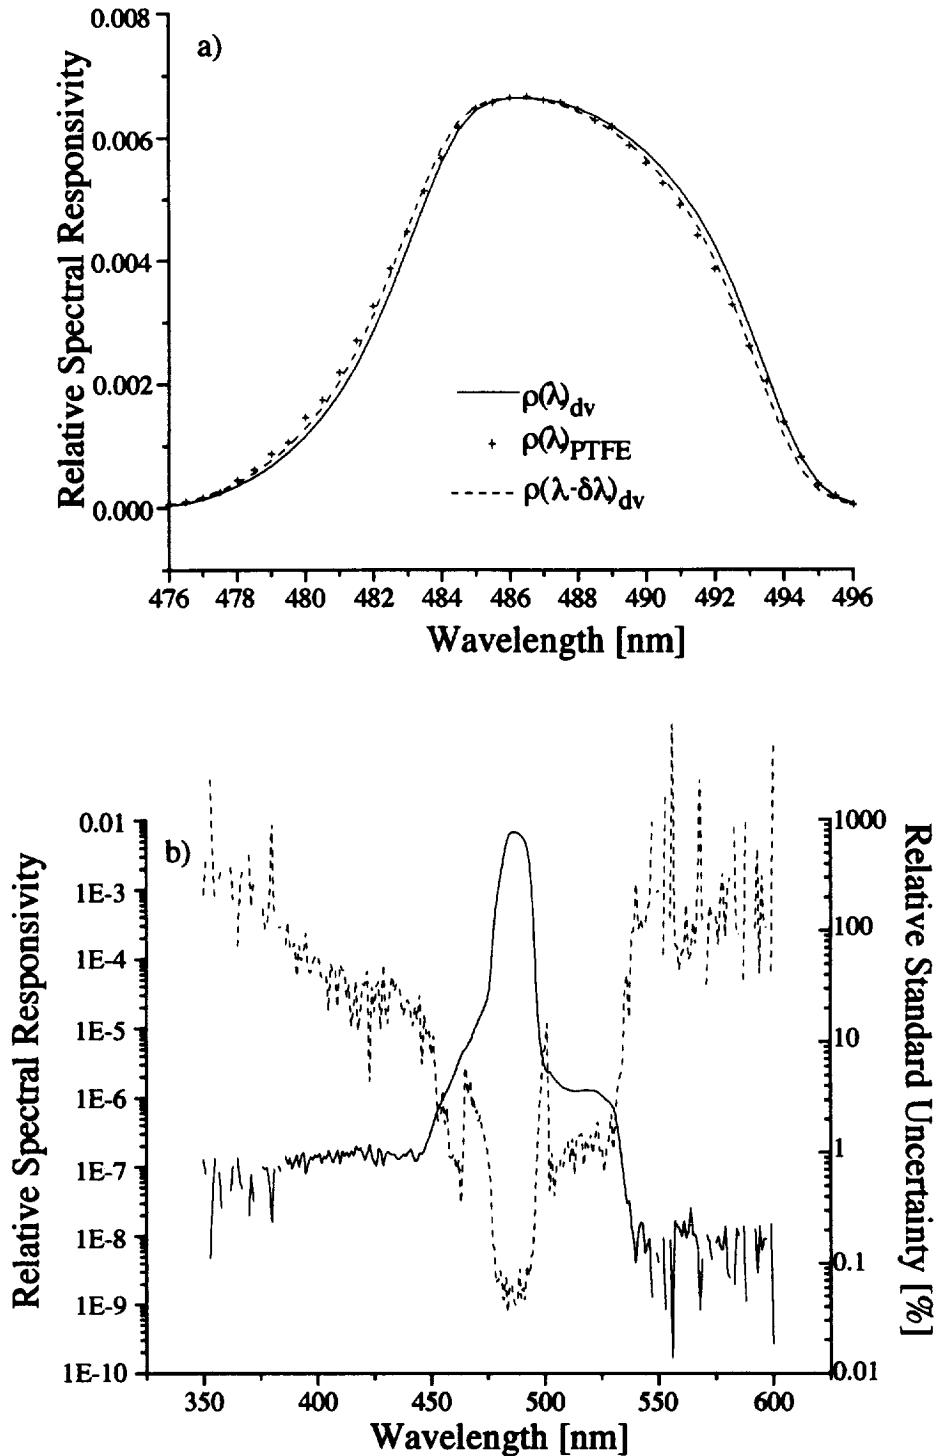 a)
Relative Spectral Responsivity
0.008
0.006
0.004
0.002
0.000
ρ(λ)dv
ρ(λ)PTFE
ρ(λ-δλ)dv
476 478 480 482 484 486 488 490 492 494 496
Wavelength [nm]
b)
Relative Spectral Responsivity
0.01
1E-3
1E-4
1E-5
1E-6
1E-7
1E-8
1E-9
1E-10
1000
100
10
1
0.1
0.01
Relative Standard Uncertainty [%]
350 400 450 500 550 600
Wavelength [nm]